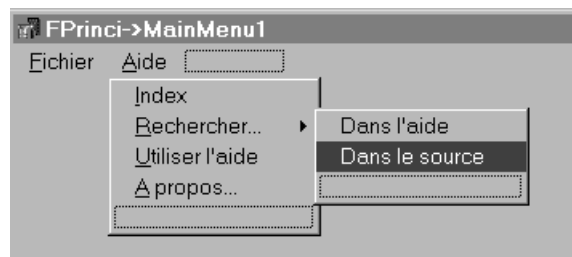 FPrinci->MainMenu1
Fichier Aide
Index
Rechercher... Dans l'aide
Utiliser l'aide Dans le source
A propos...